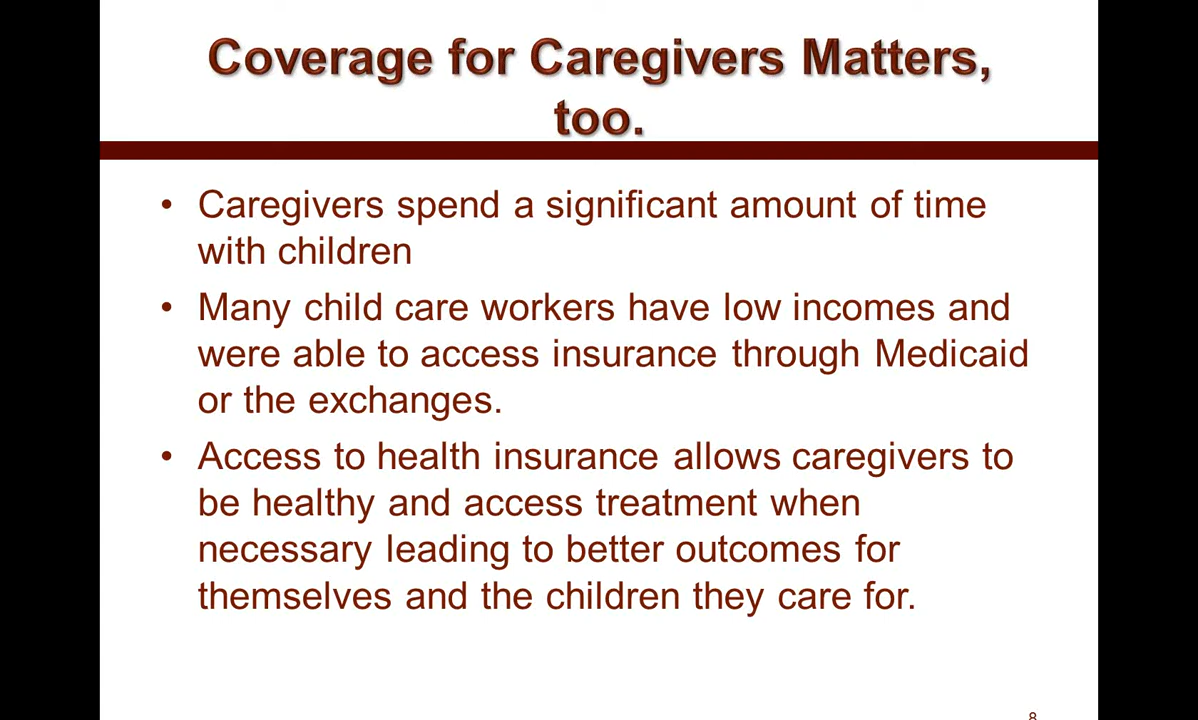 Coverage for Caregivers Matters,
too.
• Caregivers spend a significant amount of time
with children
• Many child care workers have low incomes and
were able to access insurance through Medicaid
or the exchanges.
• Access to health insurance allows caregivers to
be healthy and access treatment when
necessary leading to better outcomes for
themselves and the children they care for.
8